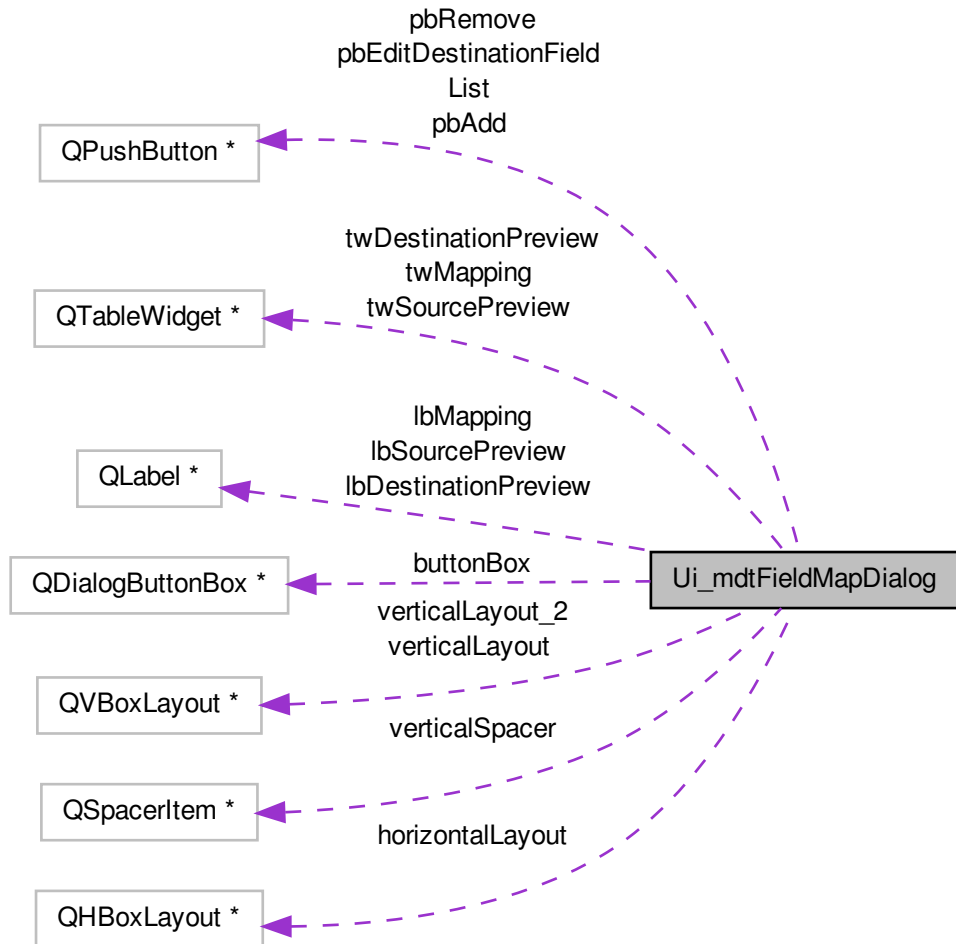 pbRemove
pbEditDestinationField
List
pbAdd
QPushButton *
twDestinationPreview
twMapping
twSourcePreview
QTableWidget *
lbMapping
lbSourcePreview
lbDestinationPreview
QLabel *
buttonBox
QDialogButtonBox *
Ui_mdtFieldMapDialog
verticalLayout_2
verticalLayout
QVBoxLayout *
verticalSpacer
QSpacerItem *
horizontalLayout
QHBoxLayout *